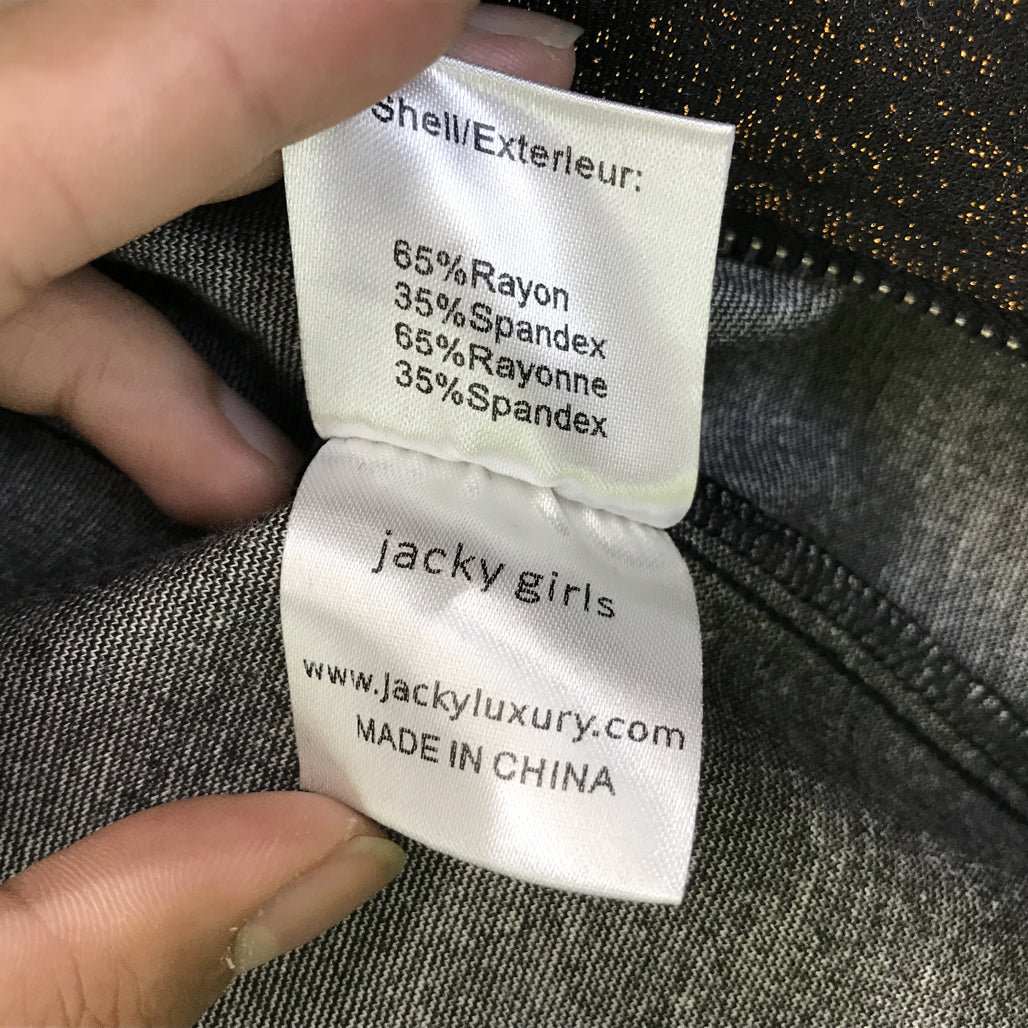 Shell/Exterieur:
65%Rayon
35%Spandex
65%Rayonne
35%Spandex
jacky girls
www.jackyluxury.com
MADE IN CHINA